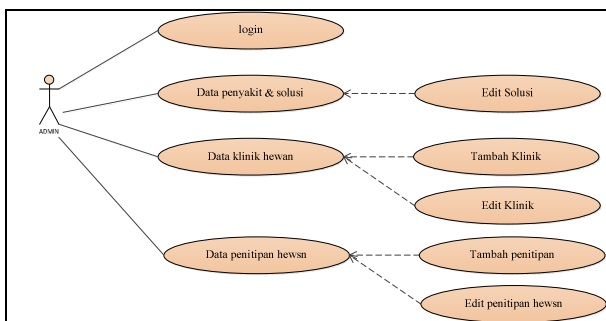 login
Data penyakit & solusi
Edit Solusi
ADMIN
Data klinik hewan
Tambah Klinik
Edit Klinik
Data penitipan hewsn
Tambah penitipan
Edit penitipan hewsn